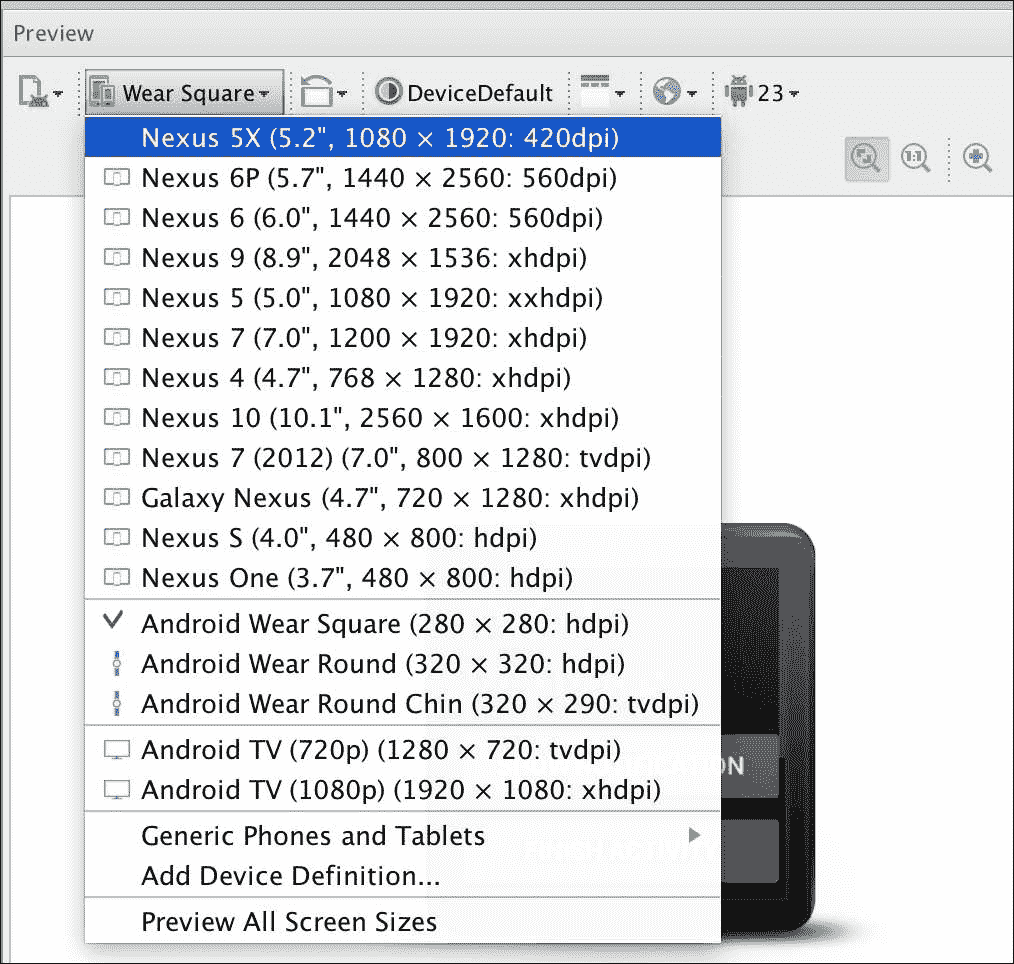 Preview
Wear Square DeviceDefault 23
Nexus 5X (5.2", 1080 × 1920: 420dpi)
1:1
Nexus 6P (5.7", 1440 × 2560: 560dpi)
Nexus 6 (6.0", 1440 × 2560: 560dpi)
Nexus 9 (8.9", 2048 × 1536: xhdpi)
Nexus 5 (5.0", 1080 × 1920: xxhdpi)
Nexus 7 (7.0", 1200 × 1920: xhdpi)
Nexus 4 (4.7", 768 × 1280: xhdpi)
Nexus 10 (10.1", 2560 × 1600: xhdpi)
Nexus 7 (2012) (7.0", 800 × 1280: tvdpi)
Galaxy Nexus (4.7", 720 × 1280: xhdpi)
Nexus S (4.0", 480 × 800: hdpi)
Nexus One (3.7", 480 × 800: hdpi)
Android Wear Square (280 × 280: hdpi)
Android Wear Round (320 × 320: hdpi)
Android Wear Round Chin (320 × 290: tvdpi)
Android TV (720p) (1280 × 720: tvdpi)
Android TV (1080p) (1920 × 1080: xhdpi)
Generic Phones and Tablets
FINISH ACTIVITY
Add Device Definition...
Preview All Screen Sizes